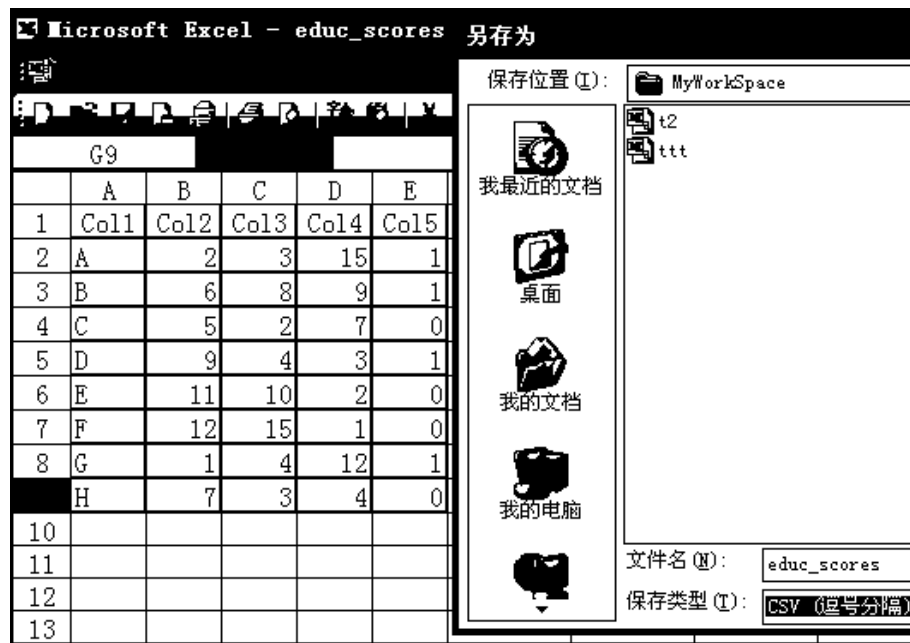 Microsoft Excel - educ_scores
G9
A B C D E
1 Col1 Col2 Col3 Col4 Col5
2 A 2 3 15 1
3 B 6 8 9 1
4 C 5 2 7 0
5 D 9 4 3 1
6 E 11 10 2 0
7 F 12 15 1 0
8 G 1 4 12 1
H 7 3 4 0
10
11
12
13
另存为
保存位置(I):
MyWorkSpace
t2
ttt
我最近的文档
桌面
我的文档
我的电脑
文件名(N):
educ_scores
保存类型(T):
CSV (逗号分隔)